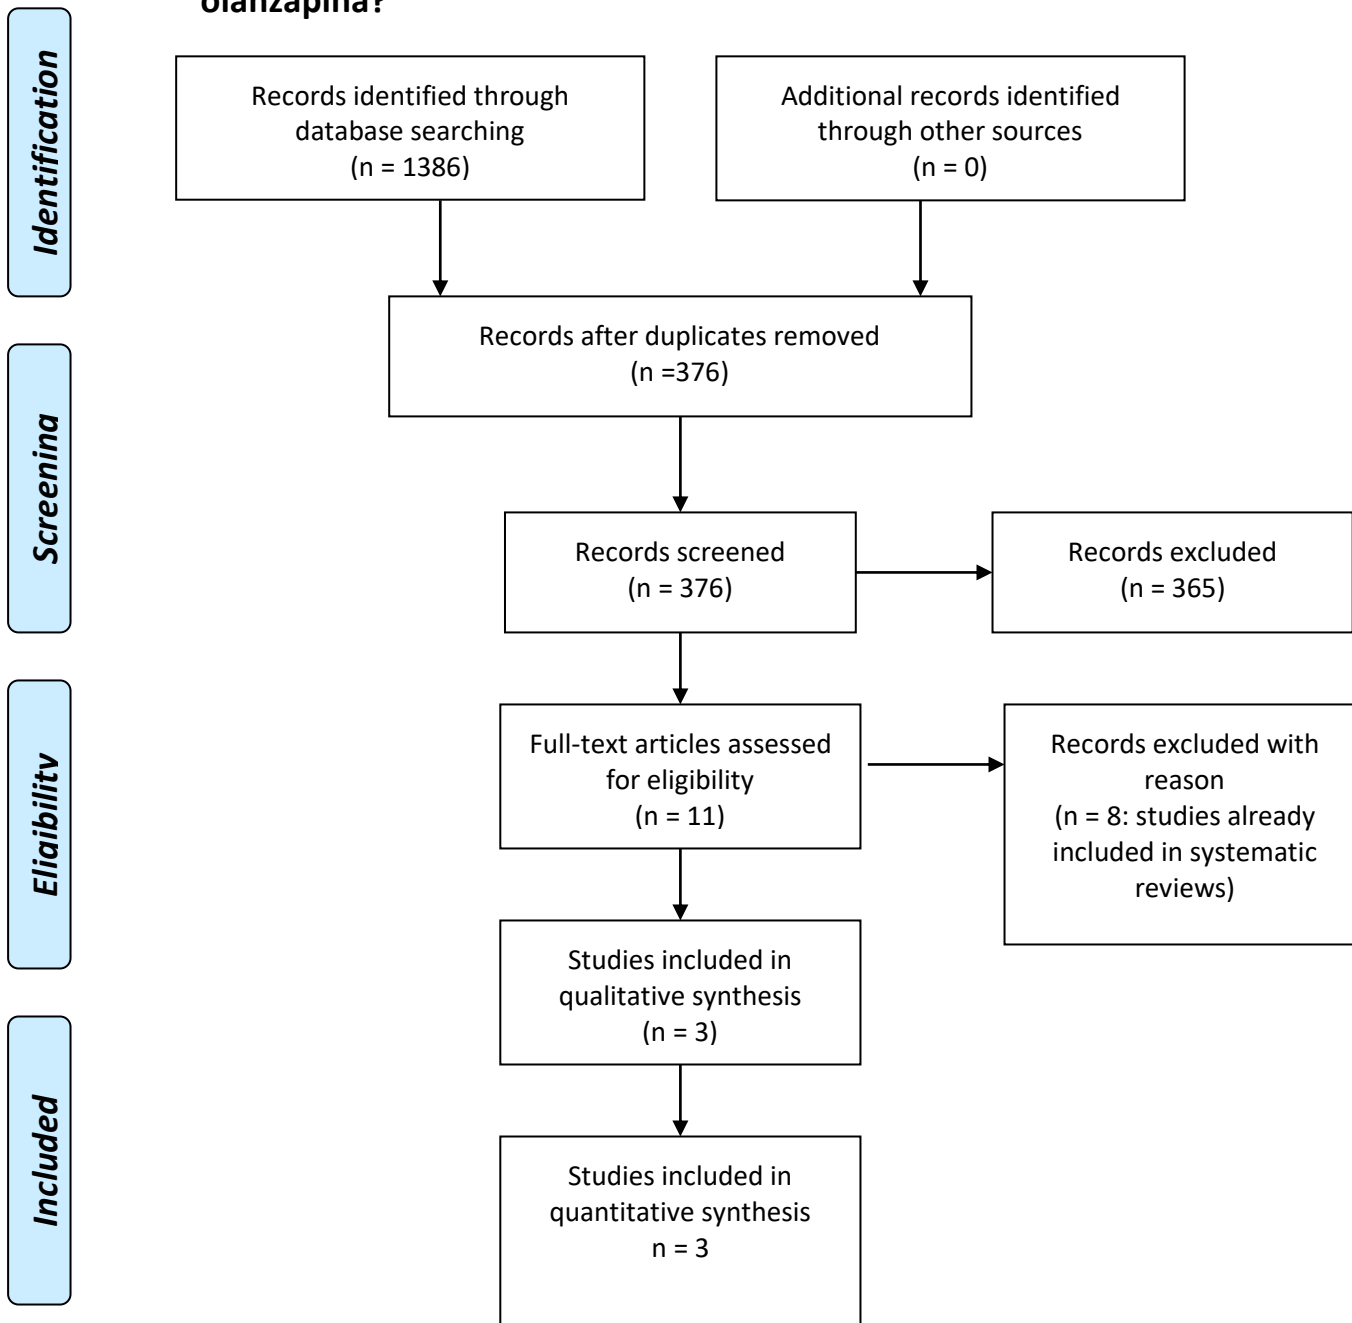 olanzapina?
Identification
Records identified through
database searching
(n = 1386)
Additional records identified
through other sources
(n = 0)
Records after duplicates removed
(n =376)
Screening
Records screened
(n = 376)
Records excluded
(n = 365)
Eligibility
Full-text articles assessed
for eligibility
(n = 11)
Records excluded with
reason
(n = 8: studies already
included in systematic
reviews)
Studies included in
qualitative synthesis
(n = 3)
Included
Studies included in
quantitative synthesis
n = 3